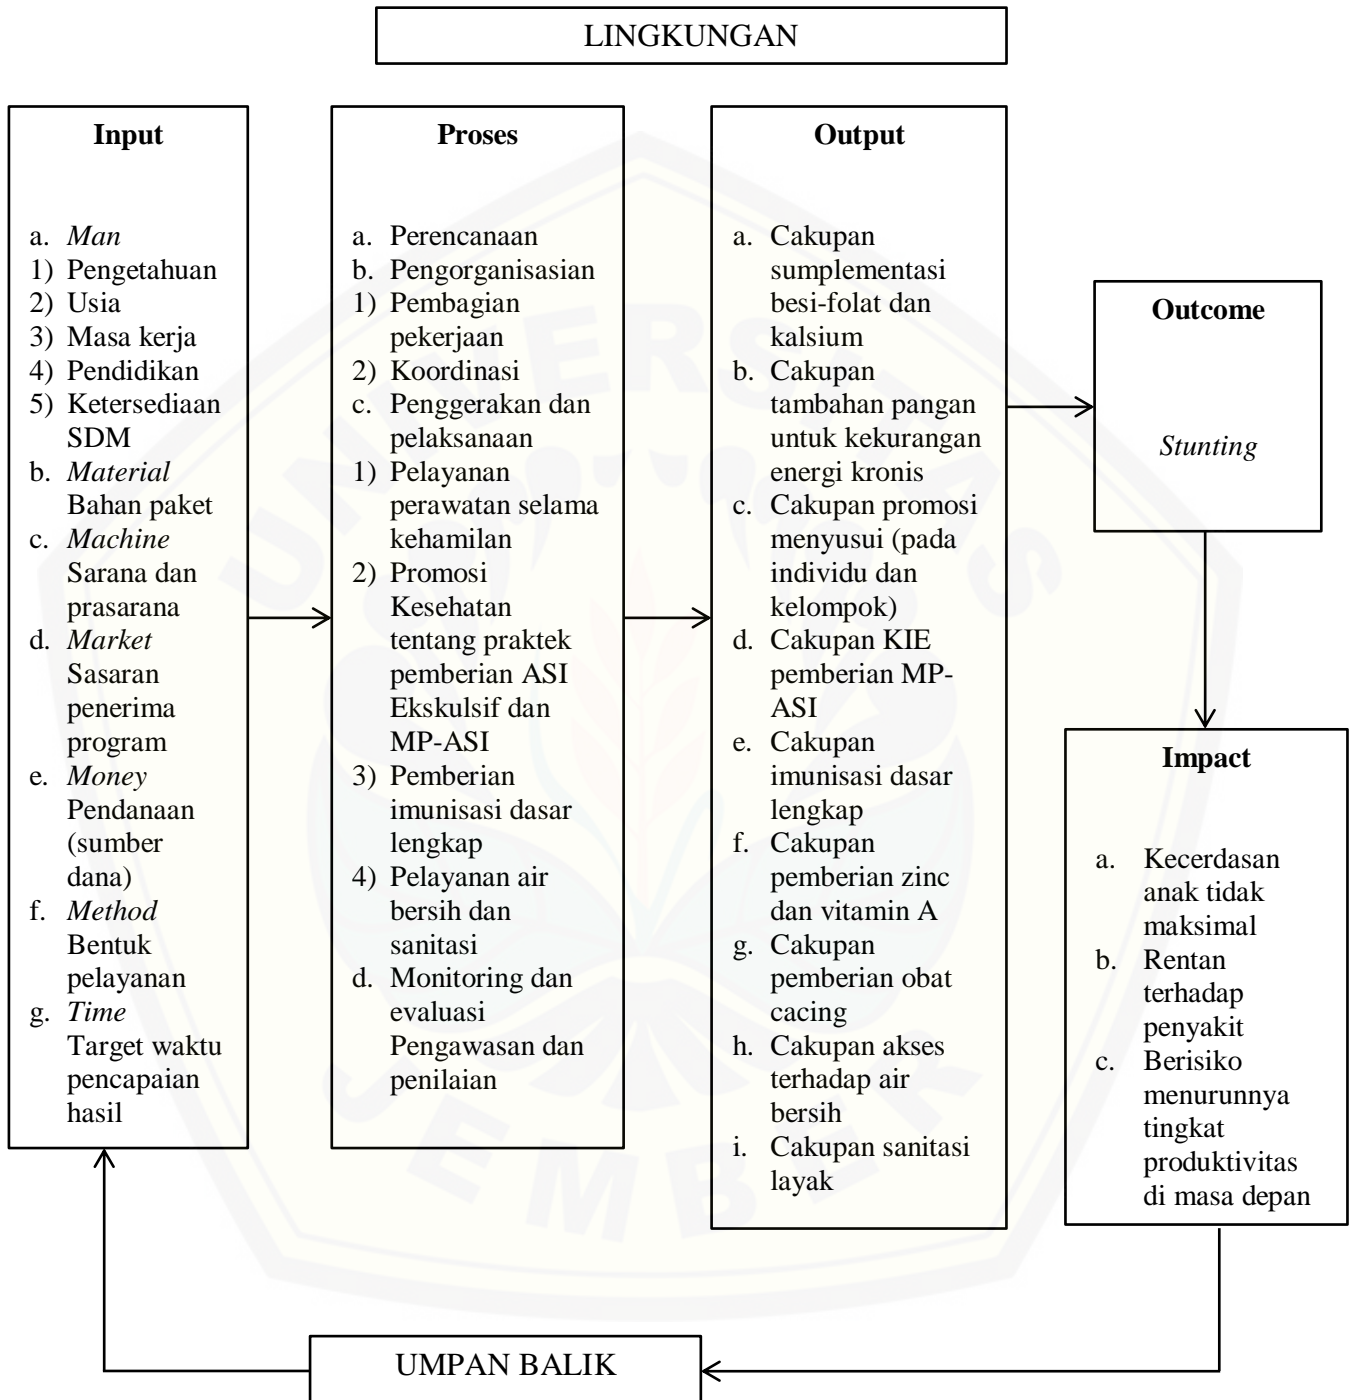 LINGKUNGAN
Input
a. Man
1) Pengetahuan
2) Usia
3) Masa kerja
4) Pendidikan
5) Ketersediaan
SDM
b. Material
Bahan paket
c. Machine
Sarana dan
prasarana
d. Market
Sasaran
penerima
program
e. Money
Pendanaan
(sumber
dana)
f. Method
Bentuk
pelayanan
g. Time
Target waktu
pencapaian
hasil
Proses
a. Perencanaan
b. Pengorganisasian
1) Pembagian
pekerjaan
2) Koordinasi
c. Penggerakan dan
pelaksanaan
1) Pelayanan
perawatan selama
kehamilan
2) Promosi
Kesehatan
tentang praktek
pemberian ASI
Ekskulsif dan
MP-ASI
3) Pemberian
imunisasi dasar
lengkap
4) Pelayanan air
bersih dan
sanitasi
d. Monitoring dan
evaluasi
Pengawasan dan
penilaian
Output
a. Cakupan
sumplementasi
besi-folat dan
kalsium
b. Cakupan
tambahan pangan
untuk kekurangan
energi kronis
c. Cakupan promosi
menyusui (pada
individu dan
kelompok)
d. Cakupan KIE
pemberian MP-
ASI
e. Cakupan
imunisasi dasar
lengkap
f. Cakupan
pemberian zinc
dan vitamin A
g. Cakupan
pemberian obat
cacing
h. Cakupan akses
terhadap air
bersih
i. Cakupan sanitasi
layak
Outcome
Stunting
Impact
a. Kecerdasan
anak tidak
maksimal
b. Rentan
terhadap
penyakit
c. Berisiko
menurunnya
tingkat
produktivitas
di masa depan
UMPAN BALIK
UNIVERSITAS
JEMBER